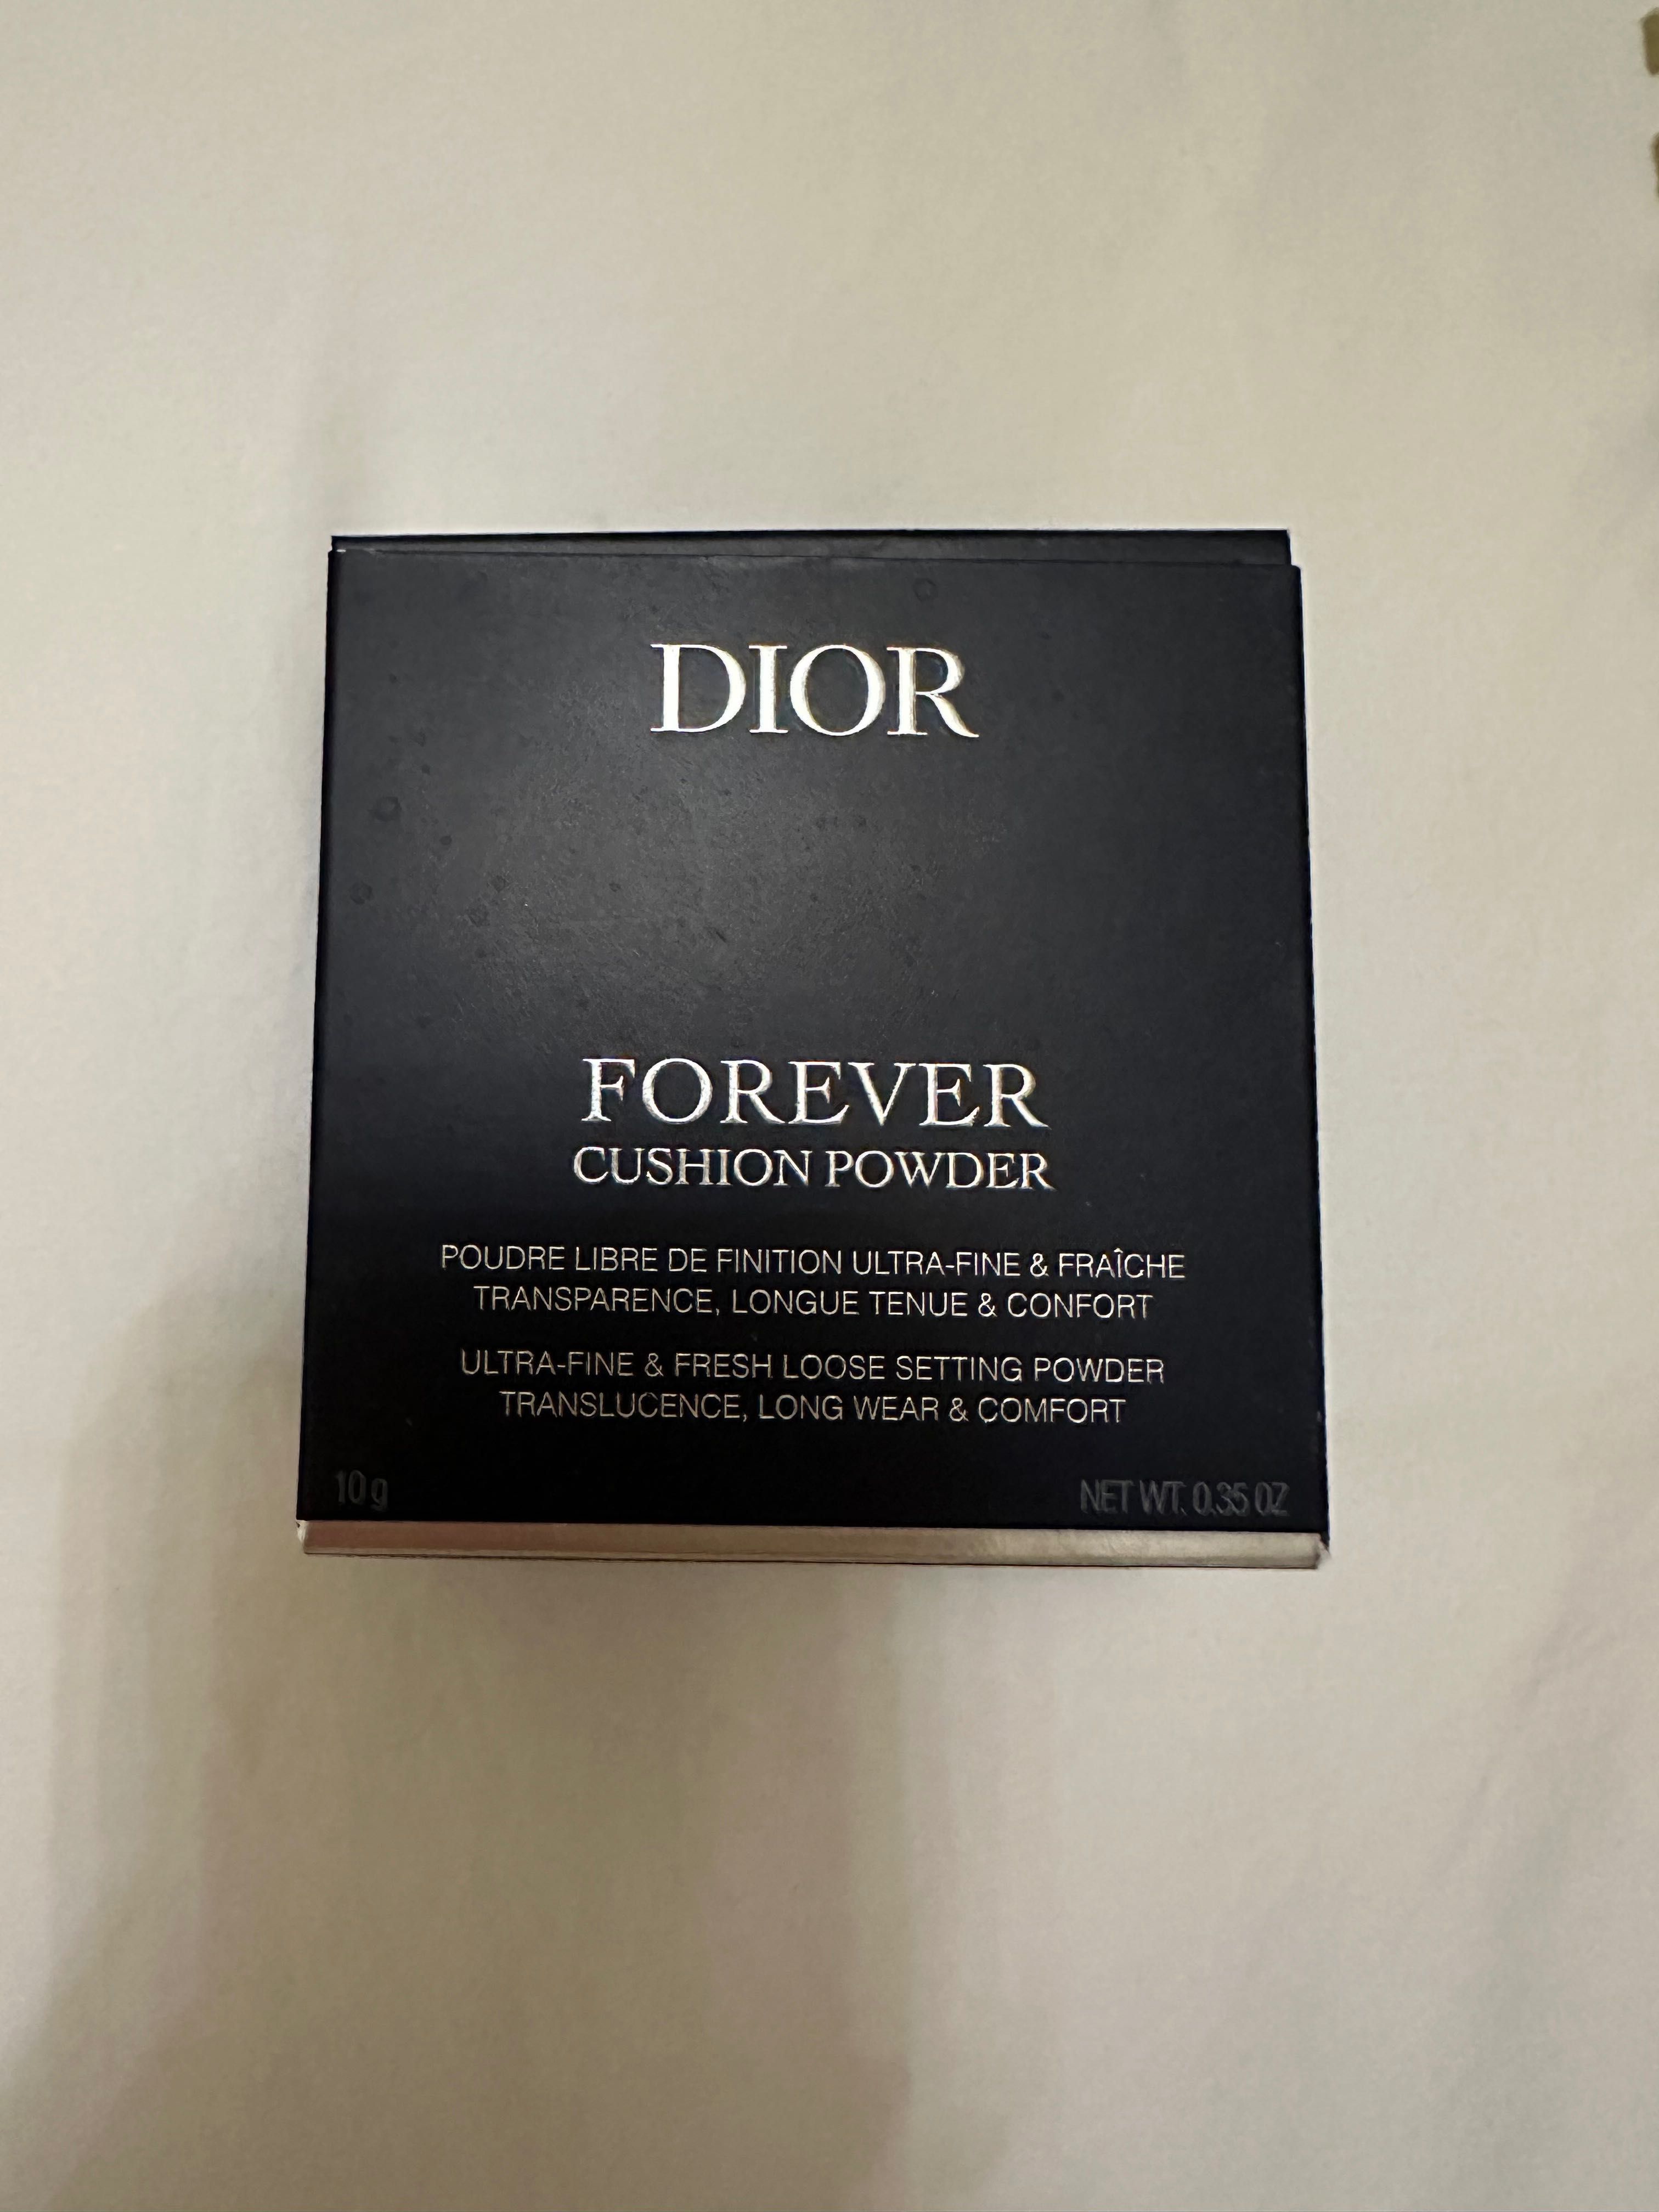 DIOR
FOREVER
CUSHION POWDER
POUDRE LIBRE DE FINITION ULTRA-FINE & FRAÎCHE
TRANSPARENCE, LONGUE TENUE & CONFORT
ULTRA-FINE & FRESH LOOSE SETTING POWDER
TRANSLUCENCE, LONG WEAR & COMFORT
10 g NET WT. 0.35 OZ